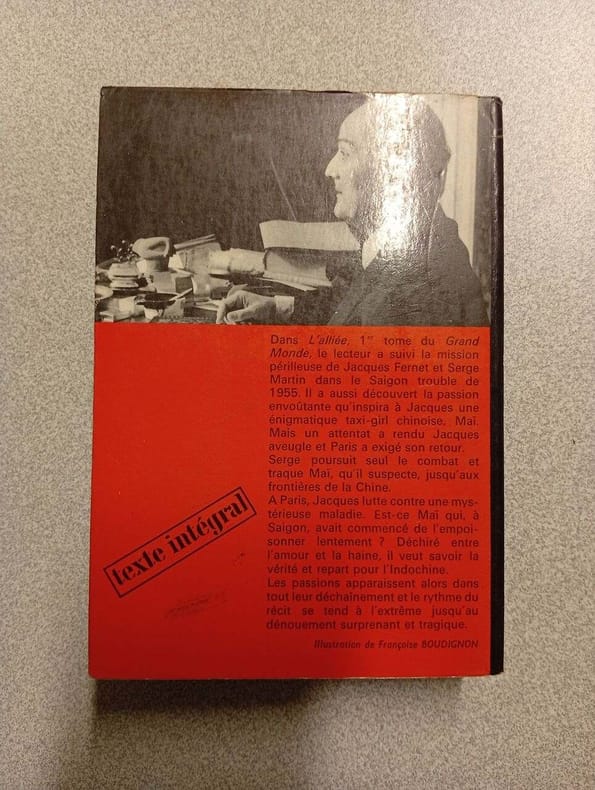 Dans L'alliée, 1er tome du Grand
Monde, le lecteur a suivi la mission
périlleuse de Jacques Fernet et Serge
Martin dans le Saigon trouble de
1955. Il a aussi découvert la passion
envoûtante qu'inspira à Jacques une
énigmatique taxi-girl chinoise, Maï.
Mais un attentat a rendu Jacques
aveugle et Paris a exigé son retour.
Serge poursuit seul le combat et
traque Maï, qu'il suspecte, jusqu'aux
frontières de la Chine.
A Paris, Jacques lutte contre une mys-
térieuse maladie. Est-ce Maï qui, à
Saigon, avait commencé de l'empoi-
sonner lentement ? Déchiré entre
l'amour et la haine, il veut savoir la
vérité et repart pour l'Indochine.
Les passions apparaissent alors dans
tout leur déchaînement et le rythme du
récit se tend à l'extrême jusqu'au
dénouement surprenant et tragique.
Illustration de Françoise BOUDIGNON
texte intégral